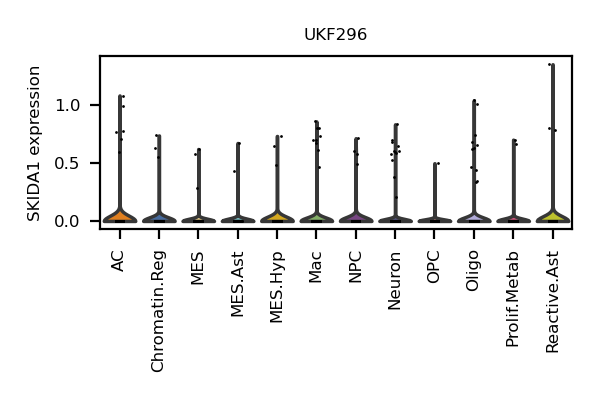 UKF296
SKIDA1 expression
1.0
0.5
0.0
AC
Chromatin.Reg
MES
MES.Ast
MES.Hyp
Mac
NPC
Neuron
OPC
Oligo
Prolif.Metab
Reactive.Ast